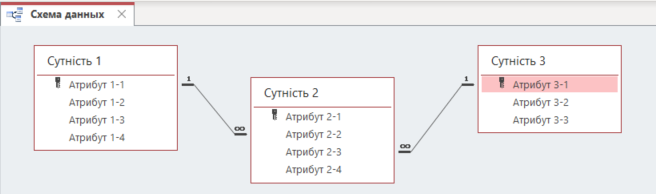 Схема данных
Сутність 1
Атрибут 1-1
Атрибут 1-2
Атрибут 1-3
Атрибут 1-4
1
∞
Сутність 2
Атрибут 2-1
Атрибут 2-2
Атрибут 2-3
Атрибут 2-4
∞
1
Сутність 3
Атрибут 3-1
Атрибут 3-2
Атрибут 3-3